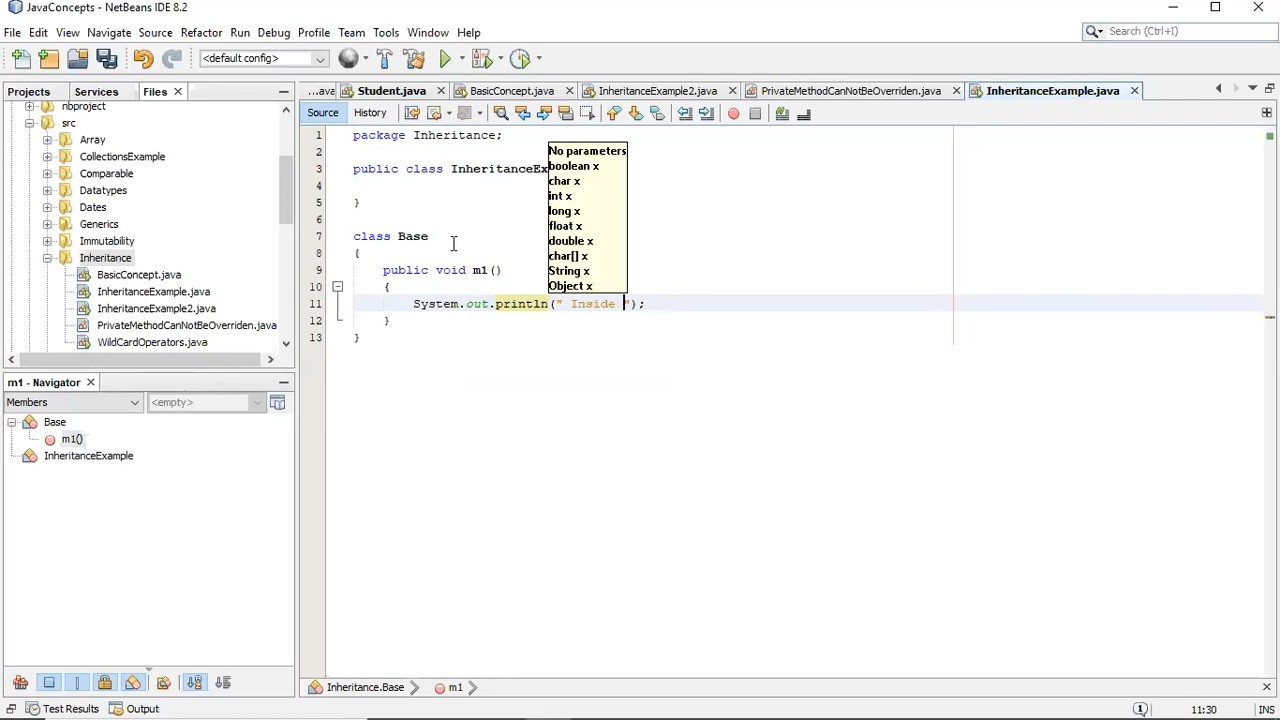 JavaConcepts - NetBeans IDE 8.2
File Edit View Navigate Source Refactor Run Debug Profile Team Tools Window Help
Search (Ctrl+I)
<default config>
Projects Services Files
...ava Student.java BasicConcept.java InheritanceExample2.java PrivateMethodCanNotBeOverriden.java InheritanceExample.java
Source History
nbproject
src
Array
CollectionsExample
Comparable
Datatypes
Dates
Generics
Immutability
Inheritance
BasicConcept.java
InheritanceExample.java
InheritanceExample2.java
PrivateMethodCanNotBeOverriden.java
WildCardOperators.java
1 package Inheritance;
2
3 public class InheritanceEx
4
5 }
6
7 class Base
8 {
9 public void m1()
10 {
11 System.out.println(" Inside ");
12 }
13 }
No parameters
boolean x
char x
int x
long x
float x
double x
char[] x
String x
Object x
m1 - Navigator
Members <empty>
Base
m1()
InheritanceExample
Inheritance.Base m1
Test Results Output
1 11:30 INS